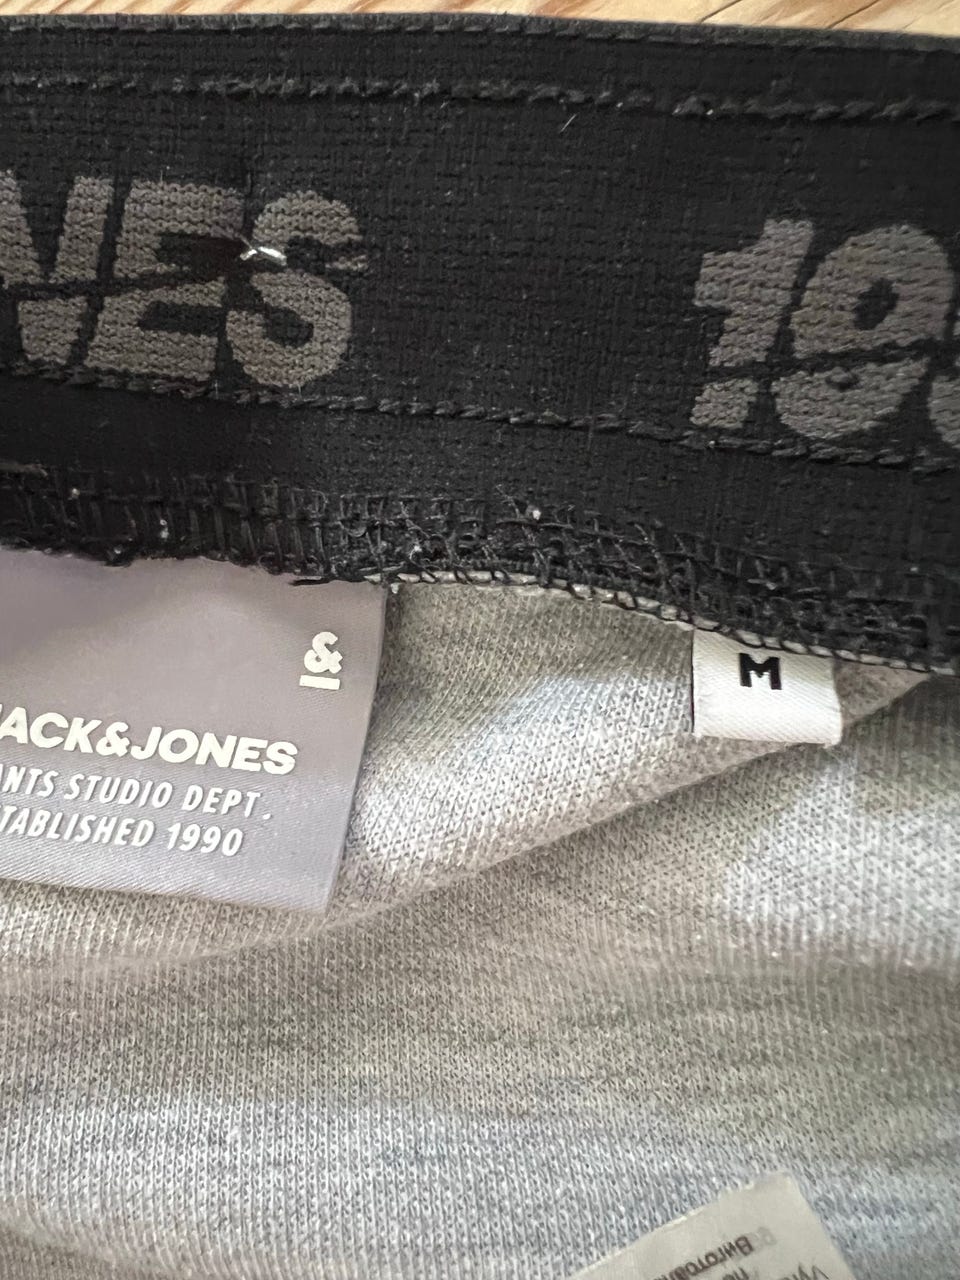 NES
19
&
M
ACK&JONES
ANTS STUDIO DEPT.
TABLISHED 1990